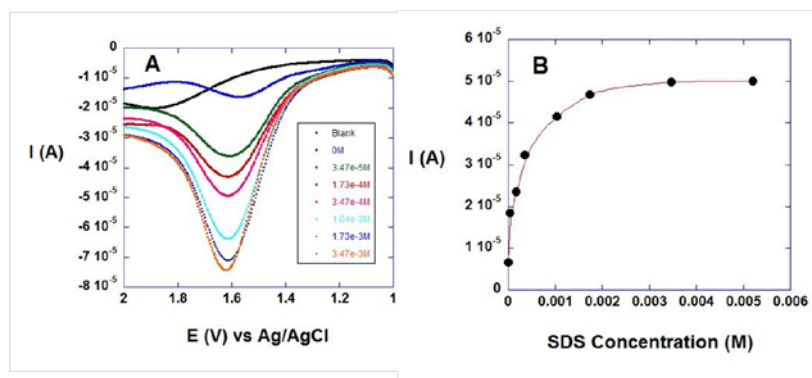 A
0
-1 10-5
-2 10-5
-3 10-5
I (A)
-4 10-5
-5 10-5
-6 10-5
-7 10-5
-8 10-5
Blank
0M
3.47e-5M
1.73e-4M
3.47e-4M
1.04e-3M
1.73e-3M
3.47e-3M
2 1.8 1.6 1.4 1.2 1
E (V) vs Ag/AgCl
B
6 10-5
5 10-5
4 10-5
I (A)
3 10-5
2 10-5
1 10-5
0
0 0.001 0.002 0.003 0.004 0.005 0.006
SDS Concentration (M)